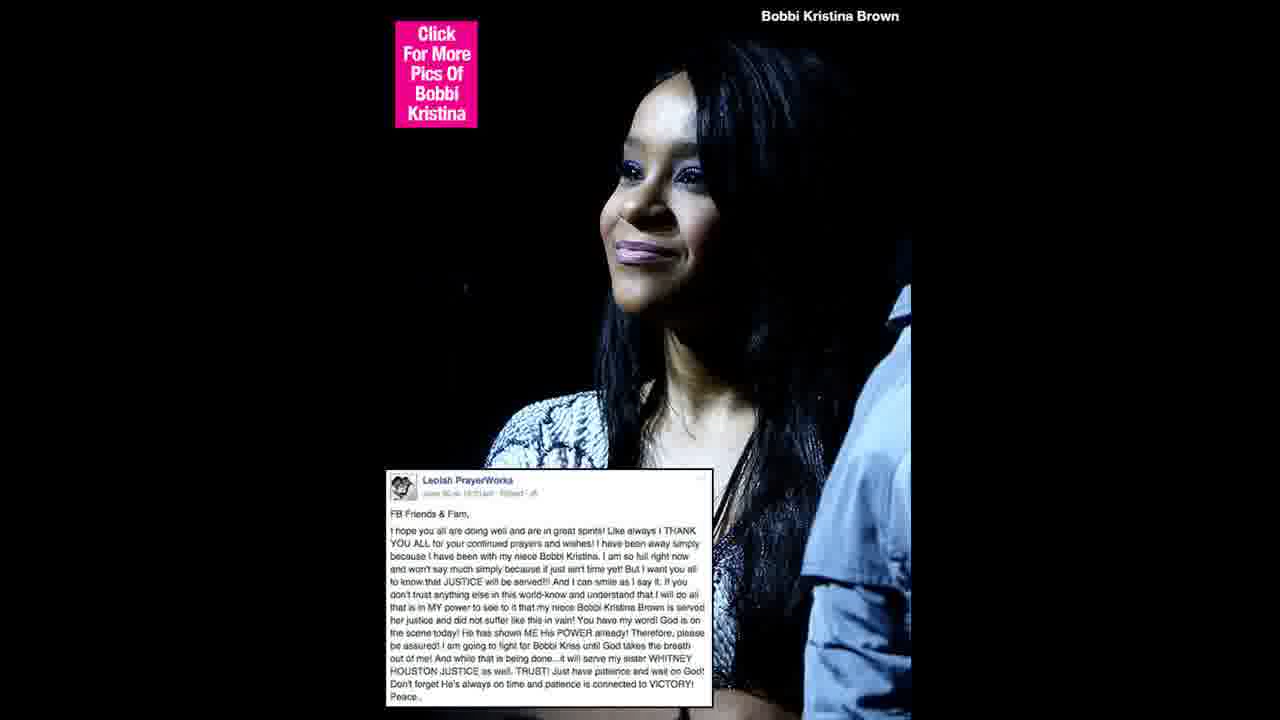 Bobbi Kristina Brown
Click
For More
Pics Of
Bobbi
Kristina
Leolah PrayerWorks
FB Friends & Fam,
I hope you all are doing well and are in great spirits! Like always I THANK
YOU ALL for your continued prayers and wishes! I have been away simply
because I have been with my niece Bobbi Kristina. I am so full right now
and won't say much simply because it just ain't time yet! But I want you all
to know that JUSTICE will be served!!! And I can smile as I say it. If you
don't trust anything else in this world-know and understand that I will do all
that is in MY power to see to it that my niece Bobbi Kristina Brown is served
her justice and did not suffer like this in vain! You have my word! God is on
the scene today! He has shown ME His POWER already! Therefore, please
be assured! I am going to fight for Bobbi Kriss until God takes the breath
out of me! And while that is being done...it will serve my sister WHITNEY
HOUSTON JUSTICE as well. TRUST! Just have patience and wait on God!
Don't forget He's always on time and patience is connected to VICTORY!
Peace..